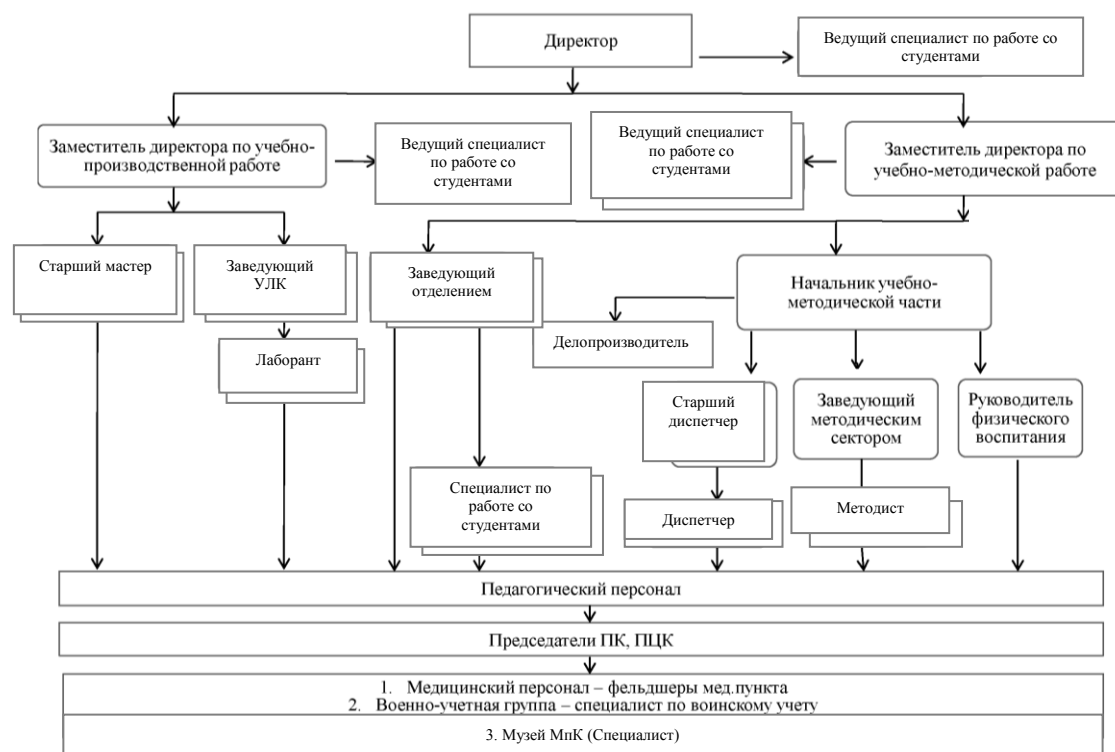 Директор
Ведущий специалист по работе со
студентами
Заместитель директора по учебно-
производственной работе
Ведущий специалист
по работе со
студентами
Ведущий специалист
по работе со
студентами
Заместитель директора по
учебно-методической работе
Старший мастер
Заведующий
УЛК
Заведующий
отделением
Начальник учебно-
методической части
Делопроизводитель
Лаборант
Старший
диспетчер
Заведующий
методическим
сектором
Руководитель
физического
воспитания
Специалист по
работе со
студентами
Диспетчер
Методист
Педагогический персонал
Председатели ПК, ПЦК
1. Медицинский персонал – фельдшеры мед.пункта
2. Военно-учетная группа – специалист по воинскому учету
3. Музей МпК (Специалист)